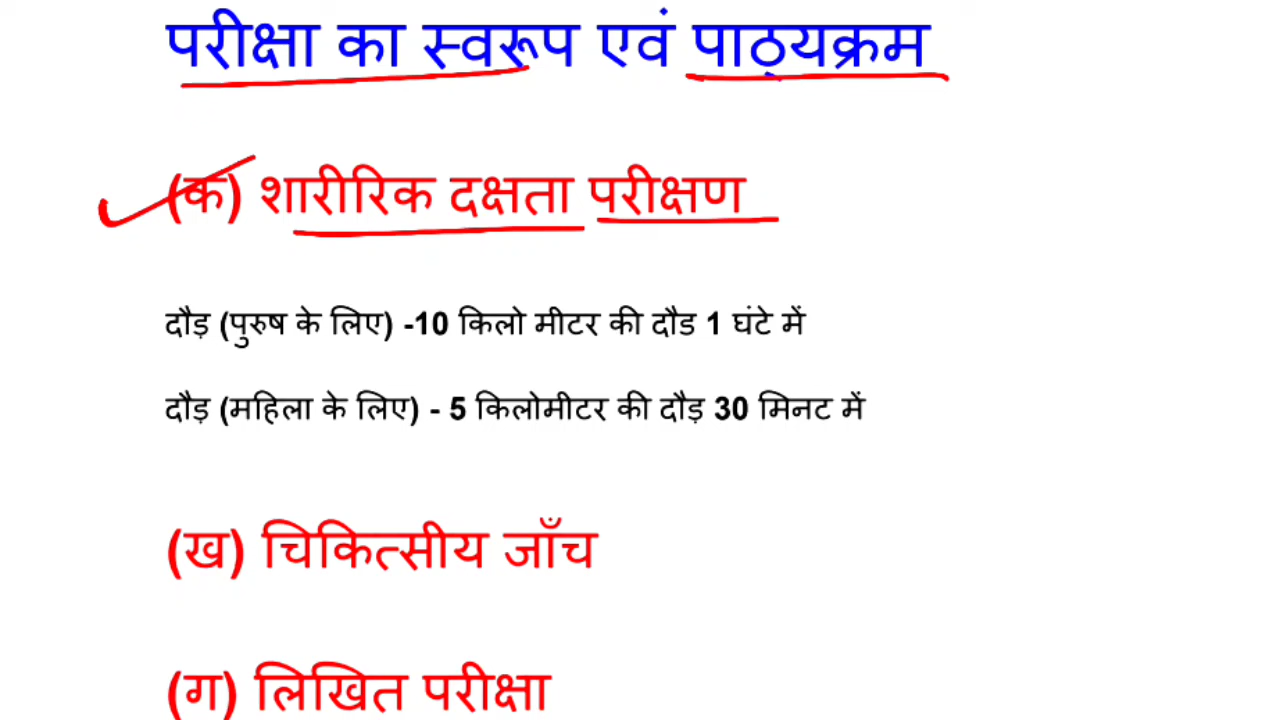 परीक्षा का स्वरूप एवं पाठ्यक्रम
(क) शारीरिक दक्षता परीक्षण
दौड़ (पुरुष के लिए) -10 किलो मीटर की दौड 1 घंटे में
दौड़ (महिला के लिए) - 5 किलोमीटर की दौड़ 30 मिनट में
(ख) चिकित्सीय जाँच
(ग) लिखित परीक्षा